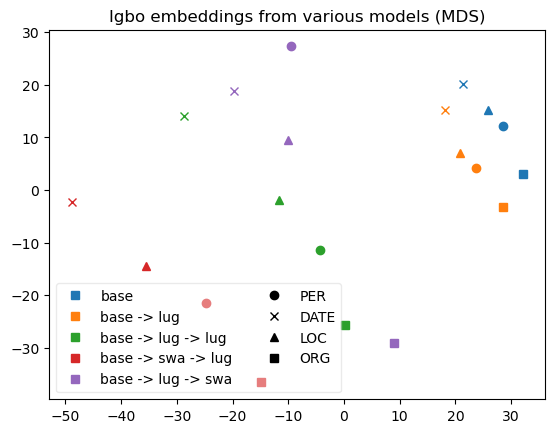 Igbo embeddings from various models (MDS)
30
20
10
0
−10
−20
−30
−50
−40
−30
−20
−10
0
10
20
30
base
base -> lug
base -> lug -> lug
base -> swa -> lug
base -> lug -> swa
PER
DATE
LOC
ORG